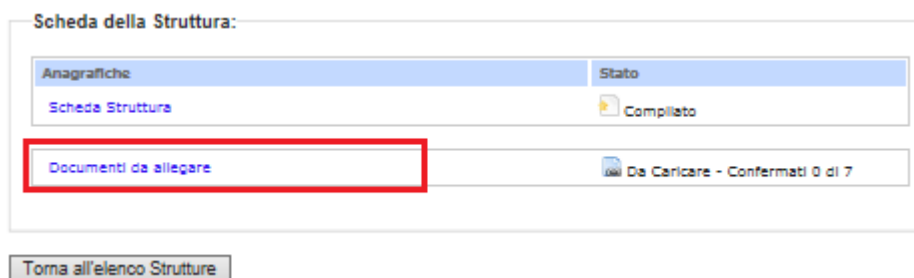 Scheda della Struttura:
Anagrafiche Stato
Scheda Struttura Compilato
Documenti da allegare Da Caricare - Confermati 0 di 7
Torna all'elenco Strutture